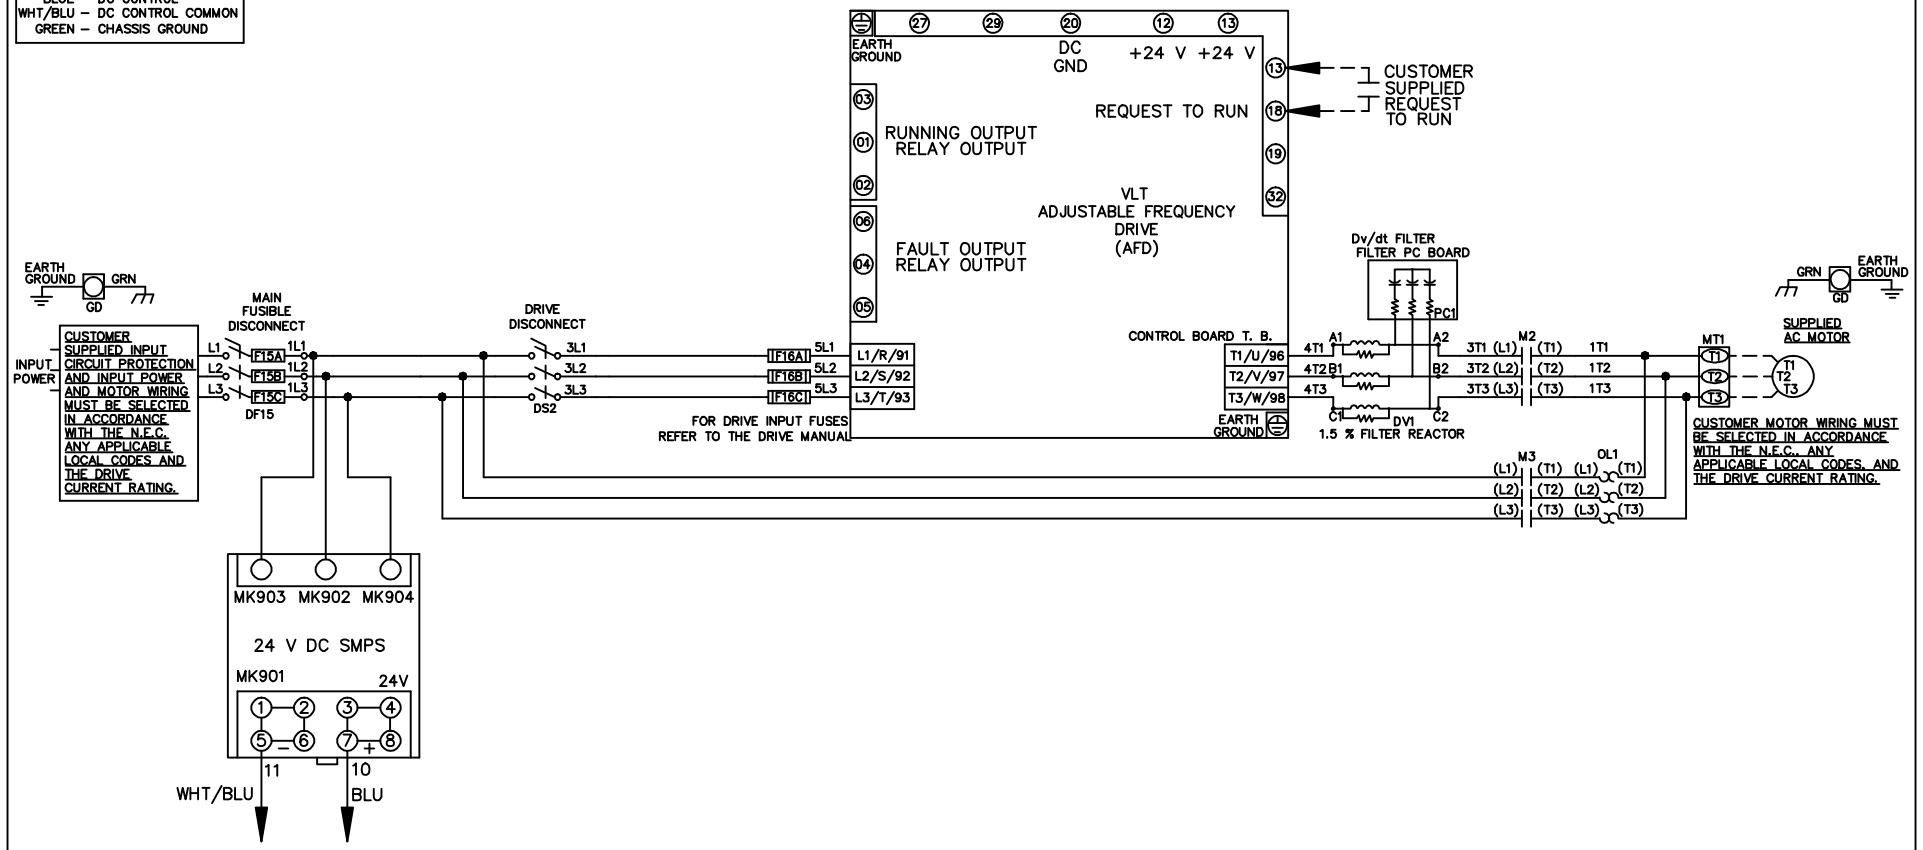 WHT/BLU – DC CONTROL COMMON
GREEN – CHASSIS GROUND
27 29 20 12 13
EARTH
GROUND
DC
GND
+24 V +24 V
13
18
19
32
CUSTOMER
SUPPLIED
REQUEST
TO RUN
REQUEST TO RUN
03
01
02
RUNNING OUTPUT
RELAY OUTPUT
06
04
05
FAULT OUTPUT
RELAY OUTPUT
VLT
ADJUSTABLE FREQUENCY
DRIVE
(AFD)
Dv/dt FILTER
FILTER PC BOARD
PC1
EARTH
GROUND
GRN
GD
MAIN
FUSIBLE
DISCONNECT
DRIVE
DISCONNECT
CONTROL BOARD T. B.
GRN
GD
EARTH
GROUND
SUPPLIED
AC MOTOR
INPUT
POWER
CUSTOMER
SUPPLIED INPUT
CIRCUIT PROTECTION
AND INPUT POWER
AND MOTOR WIRING
MUST BE SELECTED
IN ACCORDANCE
WITH THE N.E.C.
ANY APPLICABLE
LOCAL CODES AND
THE DRIVE
CURRENT RATING.
L1 F15A 1L1
L2 F15B 1L2
L3 F15C 1L3
DF15
3L1
3L2
3L3
DS2
F16A 5L1
F16B 5L2
F16C 5L3
L1/R/91
L2/S/92
L3/T/93
FOR DRIVE INPUT FUSES
REFER TO THE DRIVE MANUAL
T1/U/96
T2/V/97
T3/W/98
EARTH
GROUND
4T1 A1 A2
4T2 B1 B2
4T3
C1 C2
DV1
1.5 % FILTER REACTOR
M2
3T1 (L1) (T1) 1T1
3T2 (L2) (T2) 1T2
3T3 (L3) (T3) 1T3
MT1
T1
T2
T3
T1
T2
T3
CUSTOMER MOTOR WIRING MUST
BE SELECTED IN ACCORDANCE
WITH THE N.E.C., ANY
APPLICABLE LOCAL CODES, AND
THE DRIVE CURRENT RATING.
M3 OL1
(L1) (T1) (L1) (T1)
(L2) (T2) (L2) (T2)
(L3) (T3) (L3) (T3)
MK903 MK902 MK904
24 V DC SMPS
MK901
24V
1 2 3 4
5 – 6 7 + 8
11 10
WHT/BLU BLU